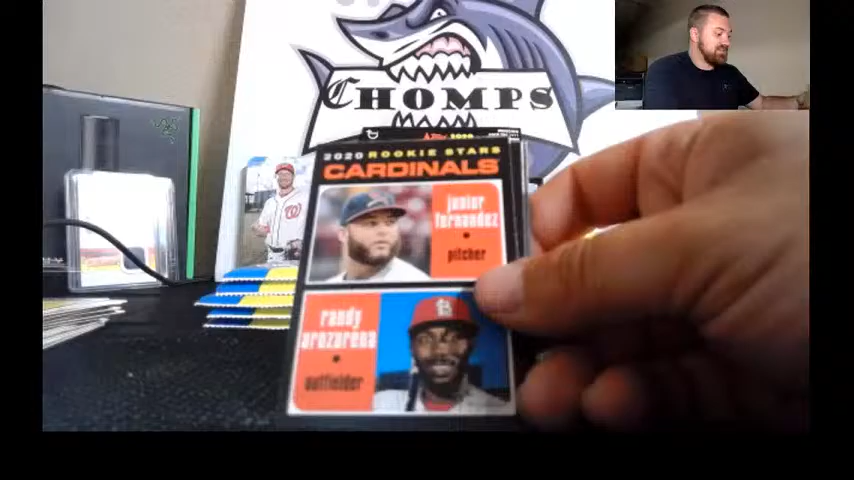 CHOMPS
2020 ROOKIE STARS
CARDINALS
junior
fernandez
pitcher
randy
arozarena
outfielder